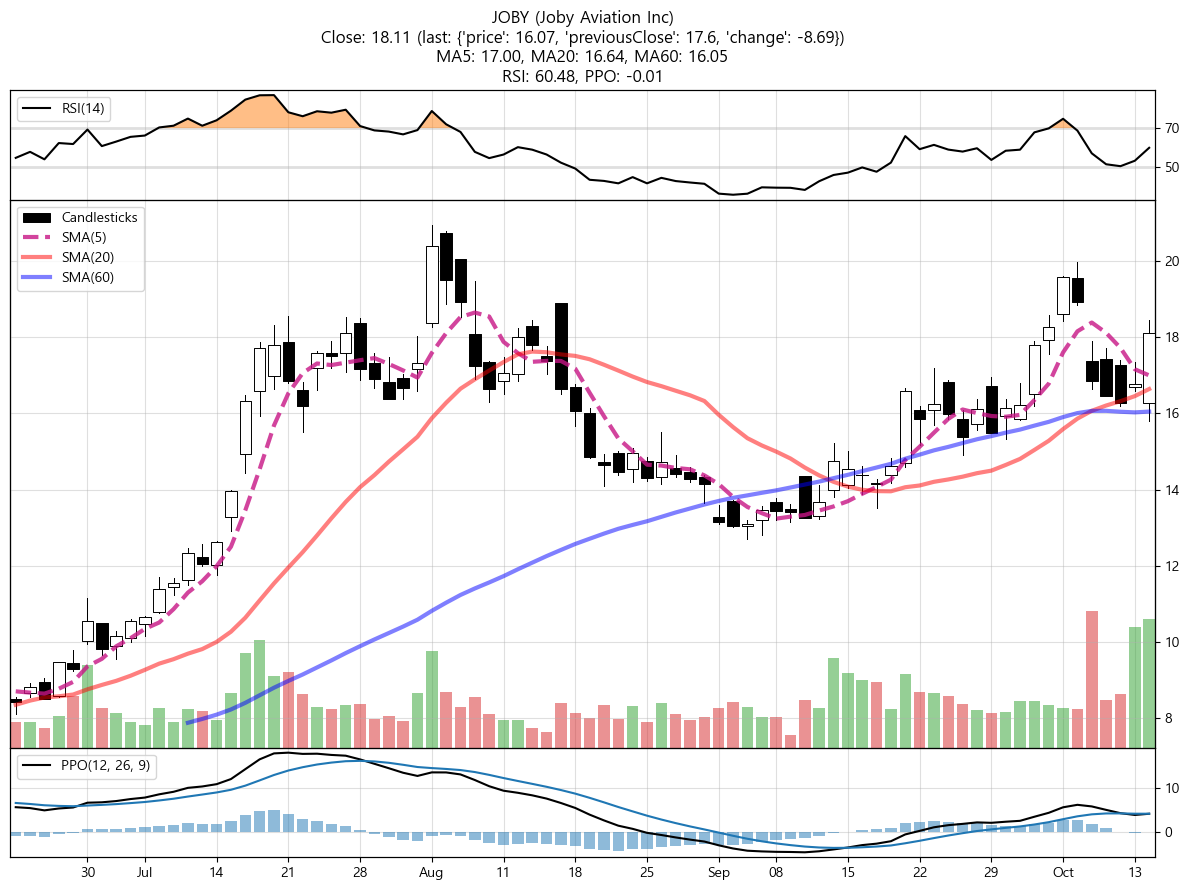 JOBY (Joby Aviation Inc)
Close: 18.11 (last: {'price': 16.07, 'previousClose': 17.6, 'change': -8.69})
MA5: 17.00, MA20: 16.64, MA60: 16.05
RSI: 60.48, PPO: -0.01
RSI(14)
70
50
Candlesticks
SMA(5)
SMA(20)
SMA(60)
20
18
16
14
12
10
8
PPO(12, 26, 9)
10
0
30 Jul 14 21 28 Aug 11 18 25 Sep 08 15 22 29 Oct 13